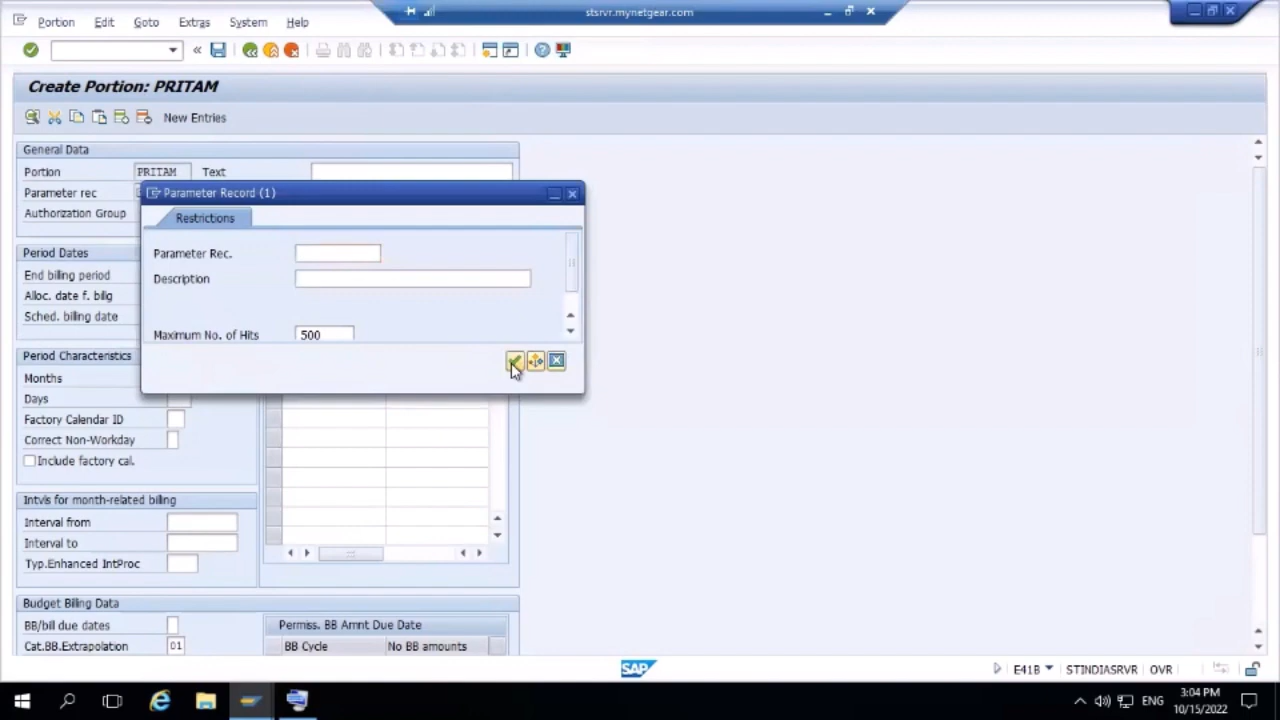 stsrvr.mynetgear.com
Portion Edit Goto Extras System Help
Create Portion: PRITAM
New Entries
General Data
Portion PRITAM Text
Parameter rec
Authorization Group
Parameter Record (1)
Restrictions
Parameter Rec.
Description
Maximum No. of Hits 500
Period Dates
End billing period
Alloc. date f. billg
Sched. billing date
Period Characteristics
Months
Days
Factory Calendar ID
Correct Non-Workday
Include factory cal.
Intvls for month-related billing
Interval from
Interval to
Typ.Enhanced IntProc
Budget Billing Data
BB/bill due dates
Cat.BB.Extrapolation 01
Permiss. BB Amnt Due Date
BB Cycle No BB amounts
SAP
E41B STINDIASRVR OVR
ENG
3:04 PM
10/15/2022